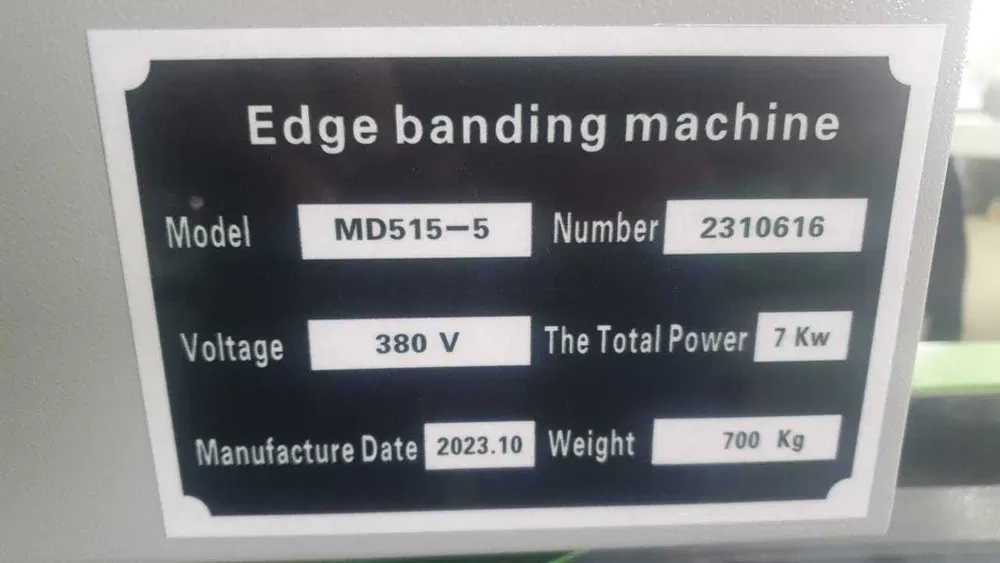 Edge banding machine
Model MD515-5 Number 2310616
Voltage 380 V The Total Power 7 Kw
Manufacture Date 2023.10 Weight 700 Kg